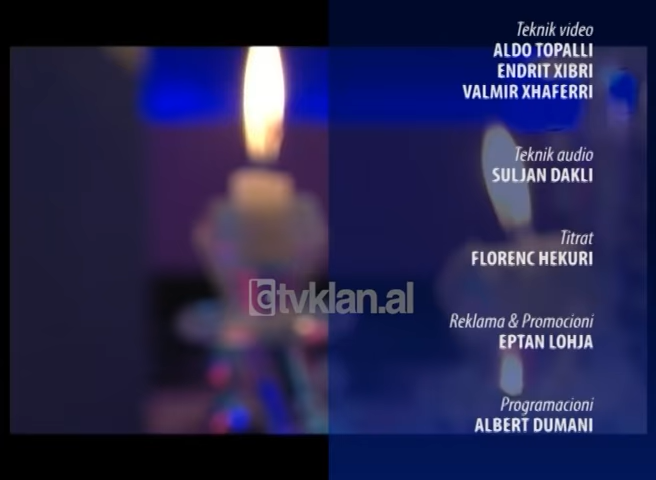 Teknik video
ALDO TOPALLI
ENDRIT XIBRI
VALMIR XHAFERRI
Teknik audio
SULJAN DAKLI
Titrat
FLORENC HEKURI
tvklan.al
Reklama & Promocioni
EPTAN LOHJA
Programacioni
ALBERT DUMANI